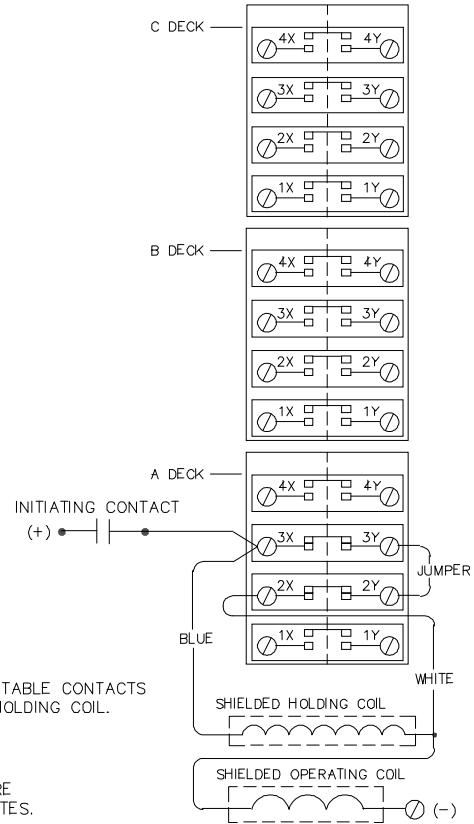 C DECK
4X 4Y
3X 3Y
2X 2Y
1X 1Y
B DECK
4X 4Y
3X 3Y
2X 2Y
1X 1Y
A DECK
4X 4Y
INITIATING CONTACT
(+)
3X 3Y
JUMPER
2X 2Y
BLUE
1X 1Y
WHITE
TABLE CONTACTS
HOLDING COIL.
SHIELDED HOLDING COIL
SHIELDED OPERATING COIL
RE
TES.
(-)